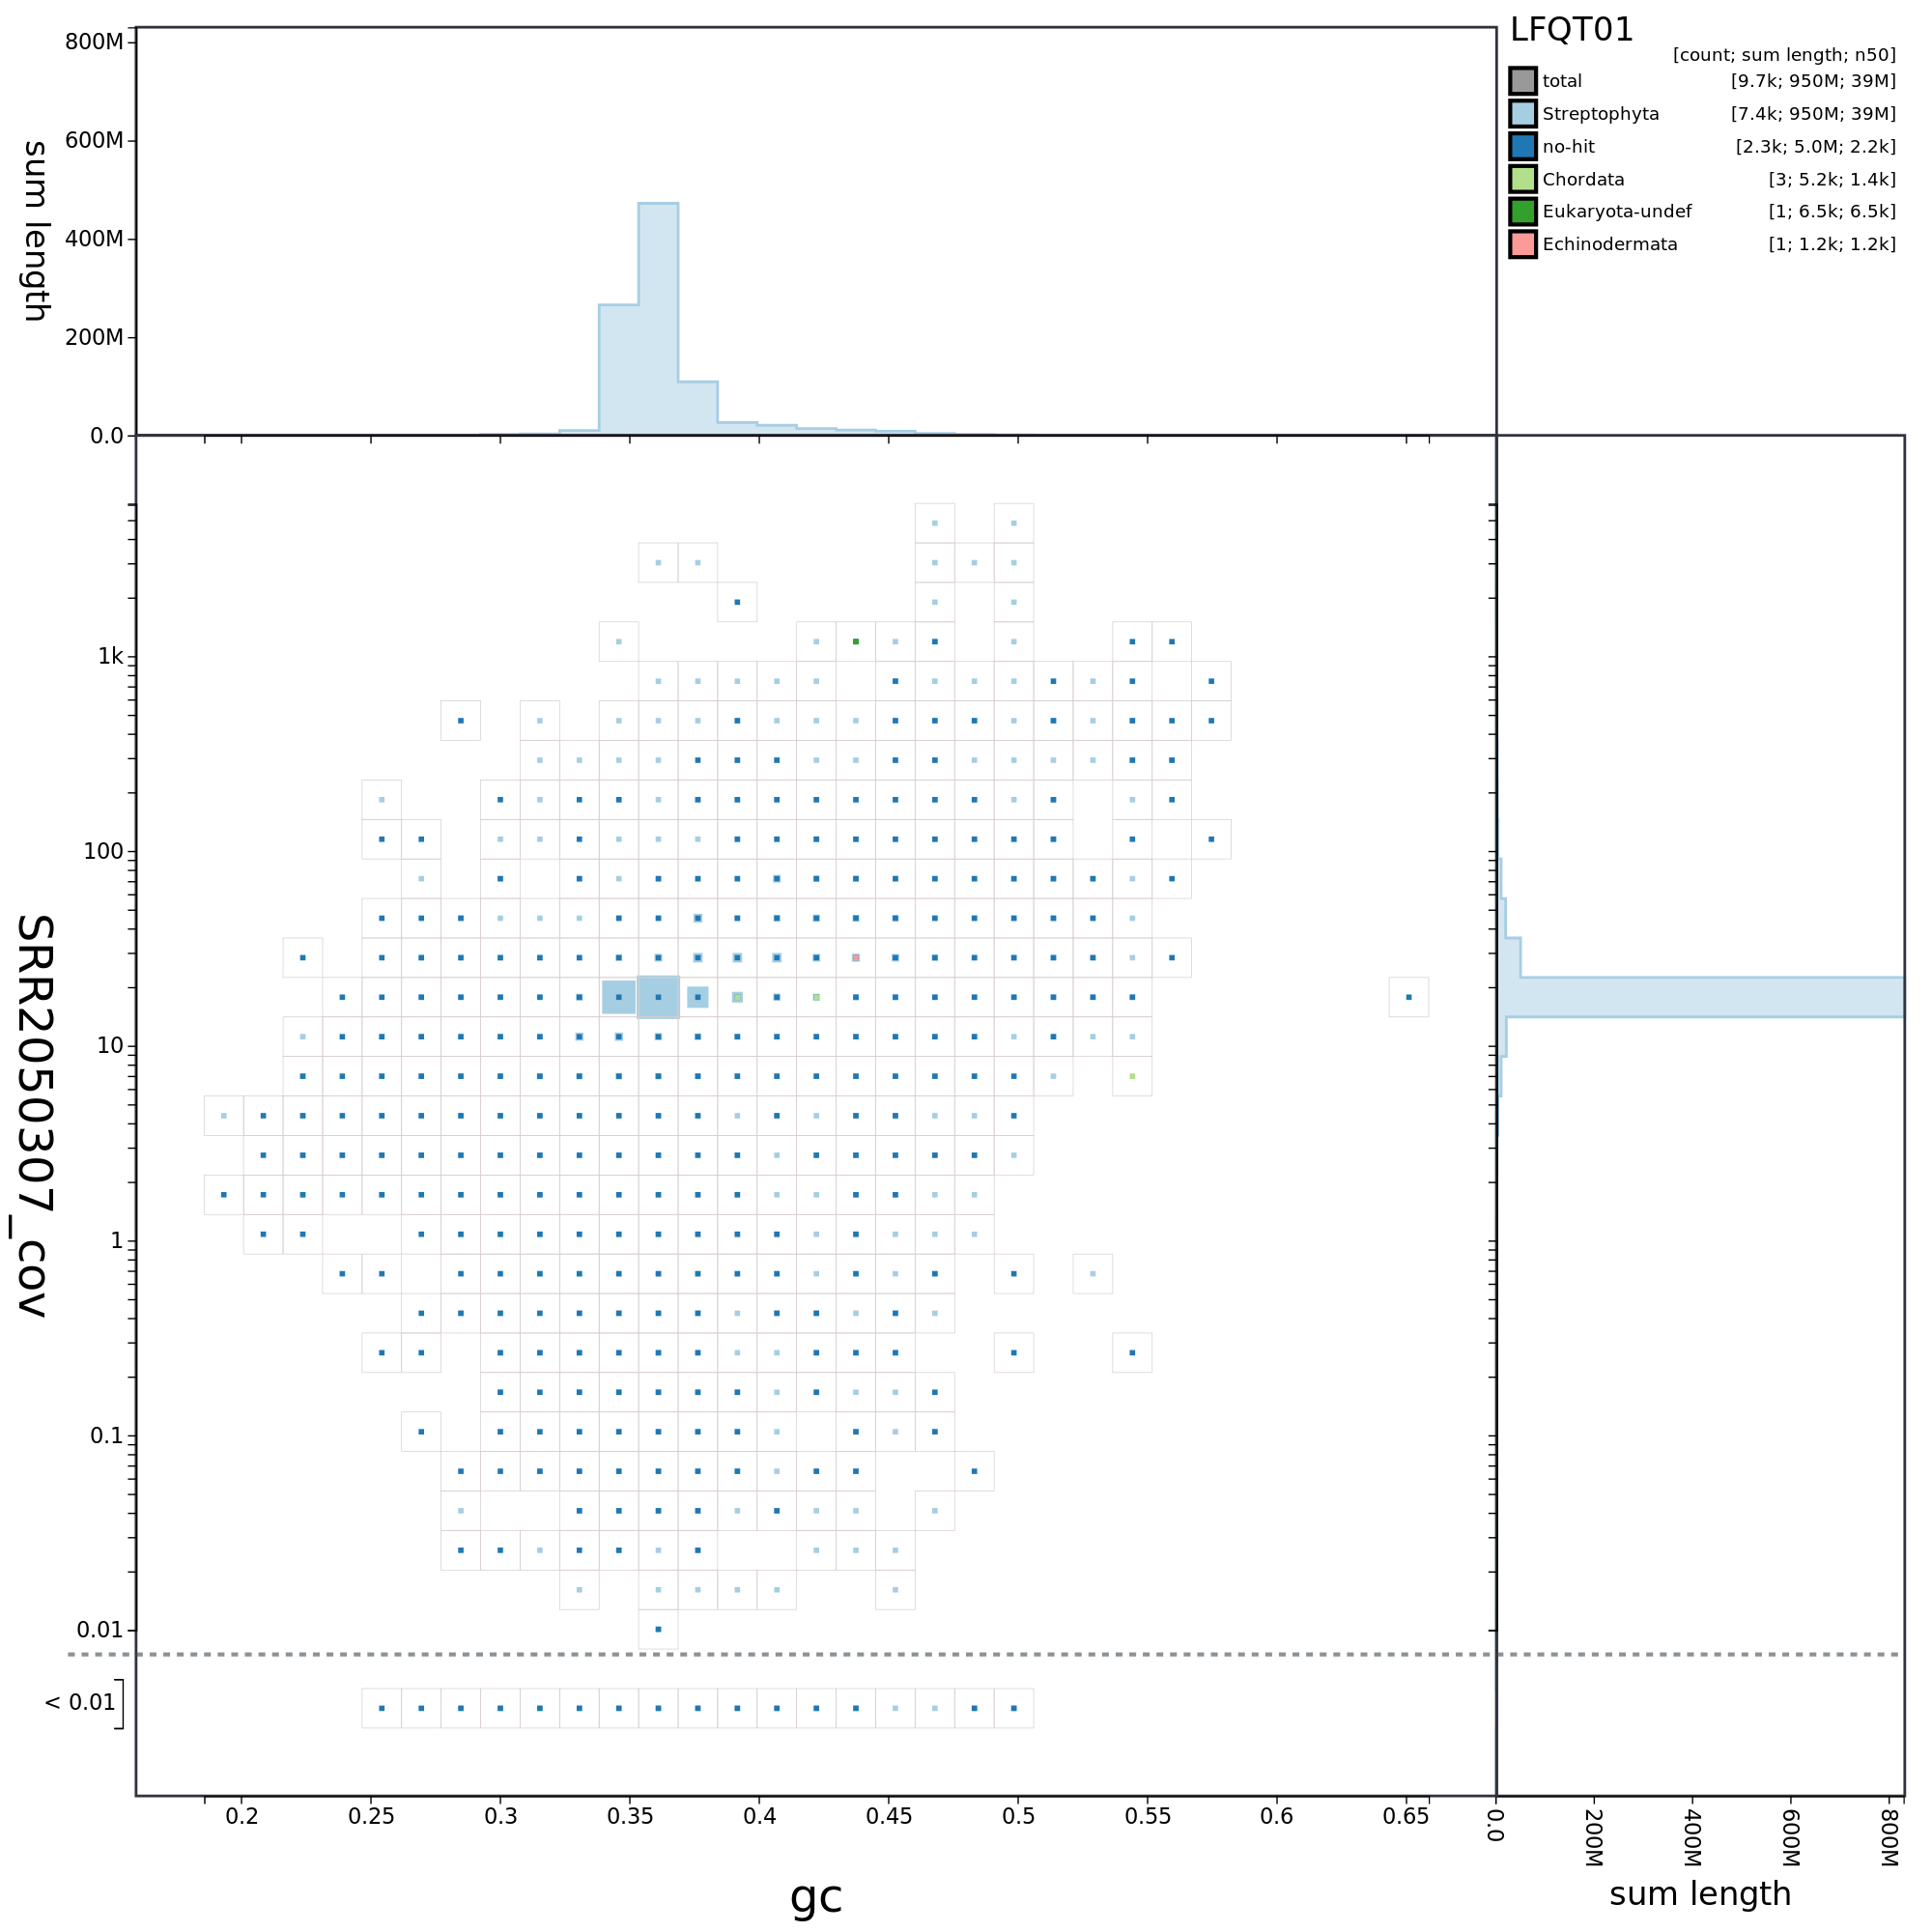 LFQT01
[count; sum length; n50]
total [9.7k; 950M; 39M]
Streptophyta [7.4k; 950M; 39M]
no-hit [2.3k; 5.0M; 2.2k]
Chordata [3; 5.2k; 1.4k]
Eukaryota-undef [1; 6.5k; 6.5k]
Echinodermata [1; 1.2k; 1.2k]
sum length
800M
600M
400M
200M
0.0
SRR2050307_cov
1k
100
10
1
0.1
0.01
< 0.01
0.2 0.25 0.3 0.35 0.4 0.45 0.5 0.55 0.6 0.65
gc
0.0 200M 400M 600M 800M
sum length